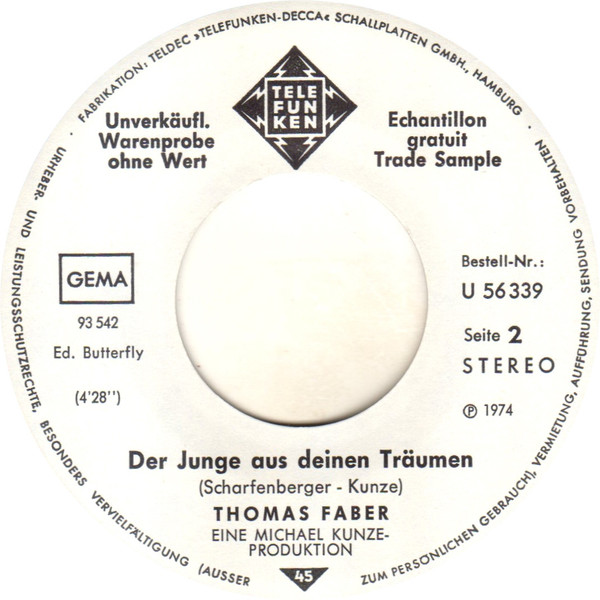 · FABRIKATION: TELDEC »TELEFUNKEN-DECCA« SCHALLPLATTEN GMBH., HAMBURG ·
URHEBER- UND LEISTUNGSSCHUTZRECHTE, BESONDERS VERVIELFÄLTIGUNG (AUSSER ZUM PERSÖNLICHEN GEBRAUCH), VERMIETUNG, AUFFÜHRUNG, SENDUNG VORBEHALTEN
TELE
FUN
KEN
Unverkäufl.
Warenprobe
ohne Wert
Echantillon
gratuit
Trade Sample
GEMA
93 542
Ed. Butterfly
(4'28'')
Bestell-Nr.:
U 56 339
Seite 2
STEREO
℗ 1974
Der Junge aus deinen Träumen
(Scharfenberger - Kunze)
THOMAS FABER
EINE MICHAEL KUNZE-
PRODUKTION
45